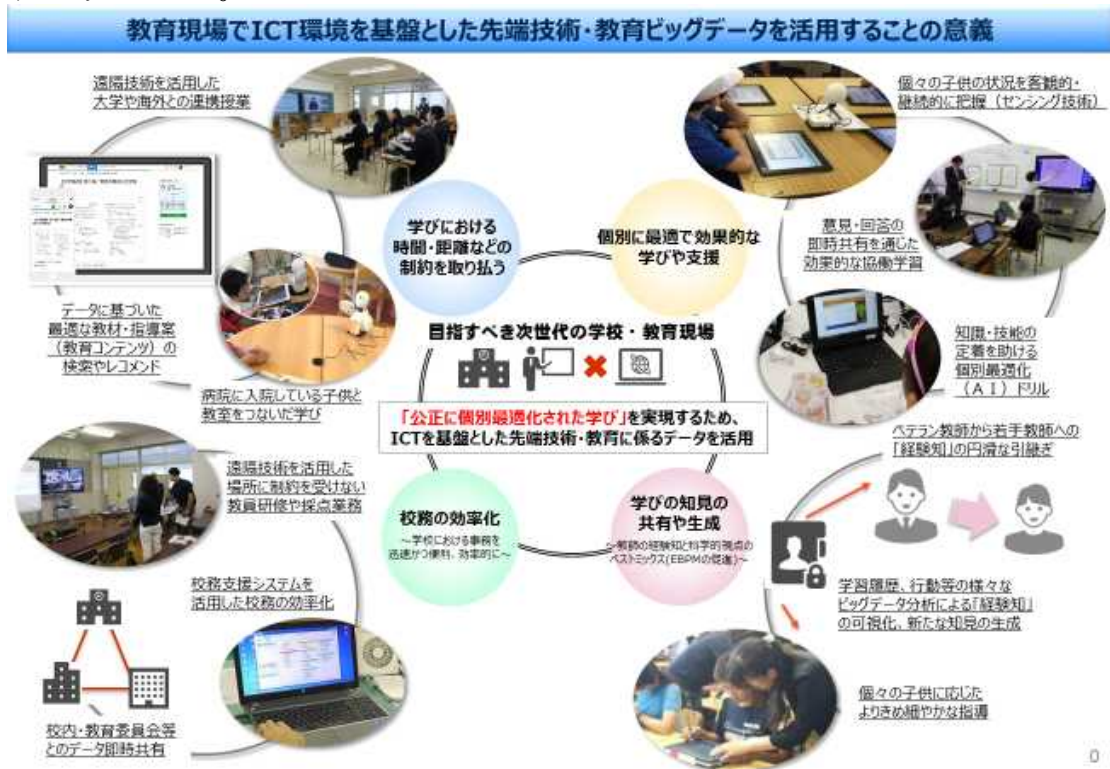 教育現場でICT環境を基盤とした先端技術・教育ビッグデータを活用することの意義
遠隔技術を活用した
大学や海外との連携授業
データに基づいた
最適な教材・指導案
（教育コンテンツ）の
検索やレコメンド
病院に入院している子供と
教室をつないだ学び
学びにおける
時間・距離などの
制約を取り払う
個別に最適で効果的な
学びや支援
個々の子供の状況を客観的・
継続的に把握（センシング技術）
意見・回答の
即時共有を通じた
効果的な協働学習
知識・技能の
定着を助ける
個別最適化
（ＡＩ）ドリル
目指すべき次世代の学校・教育現場
「公正に個別最適化された学び」を実現するため、
ICTを基盤とした先端技術・教育に係るデータを活用
遠隔技術を活用した
場所に制約を受けない
教員研修や採点業務
校務支援システムを
活用した校務の効率化
校内・教育委員会等
とのデータ即時共有
校務の効率化
～学校における事務を
迅速かつ便利、効率的に～
学びの知見の
共有や生成
～教師の経験知と科学的視点の
ベストミックス(EBPMの促進)～
ベテラン教師から若手教師への
「経験知」の円滑な引継ぎ
学習履歴、行動等の様々な
ビッグデータ分析による「経験知」
の可視化、新たな知見の生成
個々の子供に応じた
よりきめ細やかな指導
0